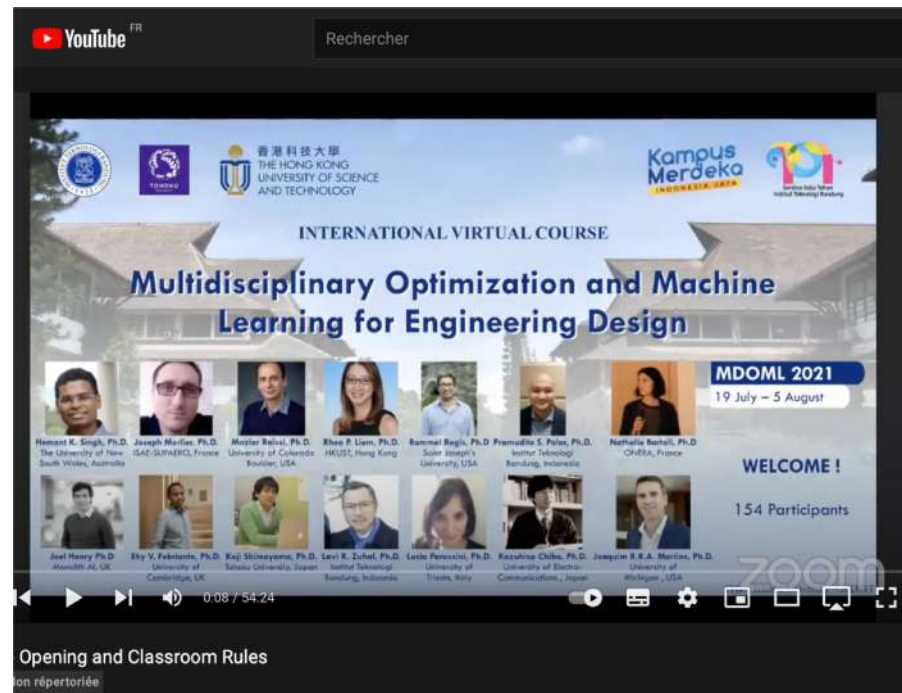 YouTube FR
Rechercher
TOHOKU
香港科技大學
THE HONG KONG
UNIVERSITY OF SCIENCE
AND TECHNOLOGY
Kampus
Merdeka
INDONESIA JAYA
INTERNATIONAL VIRTUAL COURSE
Multidisciplinary Optimization and Machine
Learning for Engineering Design
MDOML 2021
19 July – 5 August
Hemant K. Singh, Ph.D.
The University of New
South Wales, Australia
Joseph Morlier, Ph.D.
ISAE-SUPAERO, France
Maziar Raissi, Ph.D.
University of Colorado
Boulder, USA
Rhea P. Liem, Ph.D.
HKUST, Hong Kong
Rommel Regis, Ph.D
Saint Joseph's
University, USA
Pramudita S. Palar, Ph.D.
Institut Teknologi
Bandung, Indonesia
Nathalie Bartoli, Ph.D
ONERA, France
WELCOME !
154 Participants
Joel Henry Ph.D
Monolith AI, UK
Eky V. Febrianto, Ph.D.
University of
Cambridge, UK
Koji Shimoyama, Ph.D.
Tohoku University, Japan
Lavi R. Zuhal, Ph.D.
Institut Teknologi
Bandung, Indonesia
Lucia Parussini, Ph.D.
University of
Trieste, Italy
Kazuhisa Chiba, Ph.D.
University of Electro-
Communications, Japan
Joaquim R.R.A. Martins, Ph.D.
University of
Michigan, USA
zoom
0:08 / 54:24
Opening and Classroom Rules
ion répertoriée